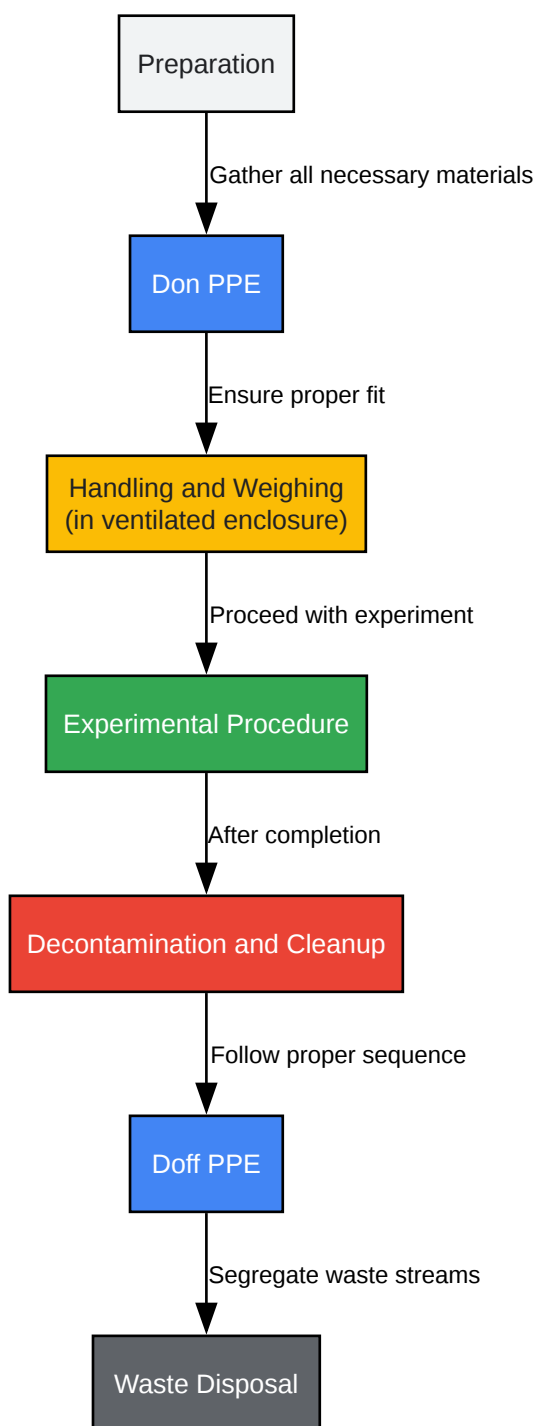 Preparation
Gather all necessary materials
Don PPE
Ensure proper fit
Handling and Weighing
(in ventilated enclosure)
Proceed with experiment
Experimental Procedure
After completion
Decontamination and Cleanup
Follow proper sequence
Doff PPE
Segregate waste streams
Waste Disposal